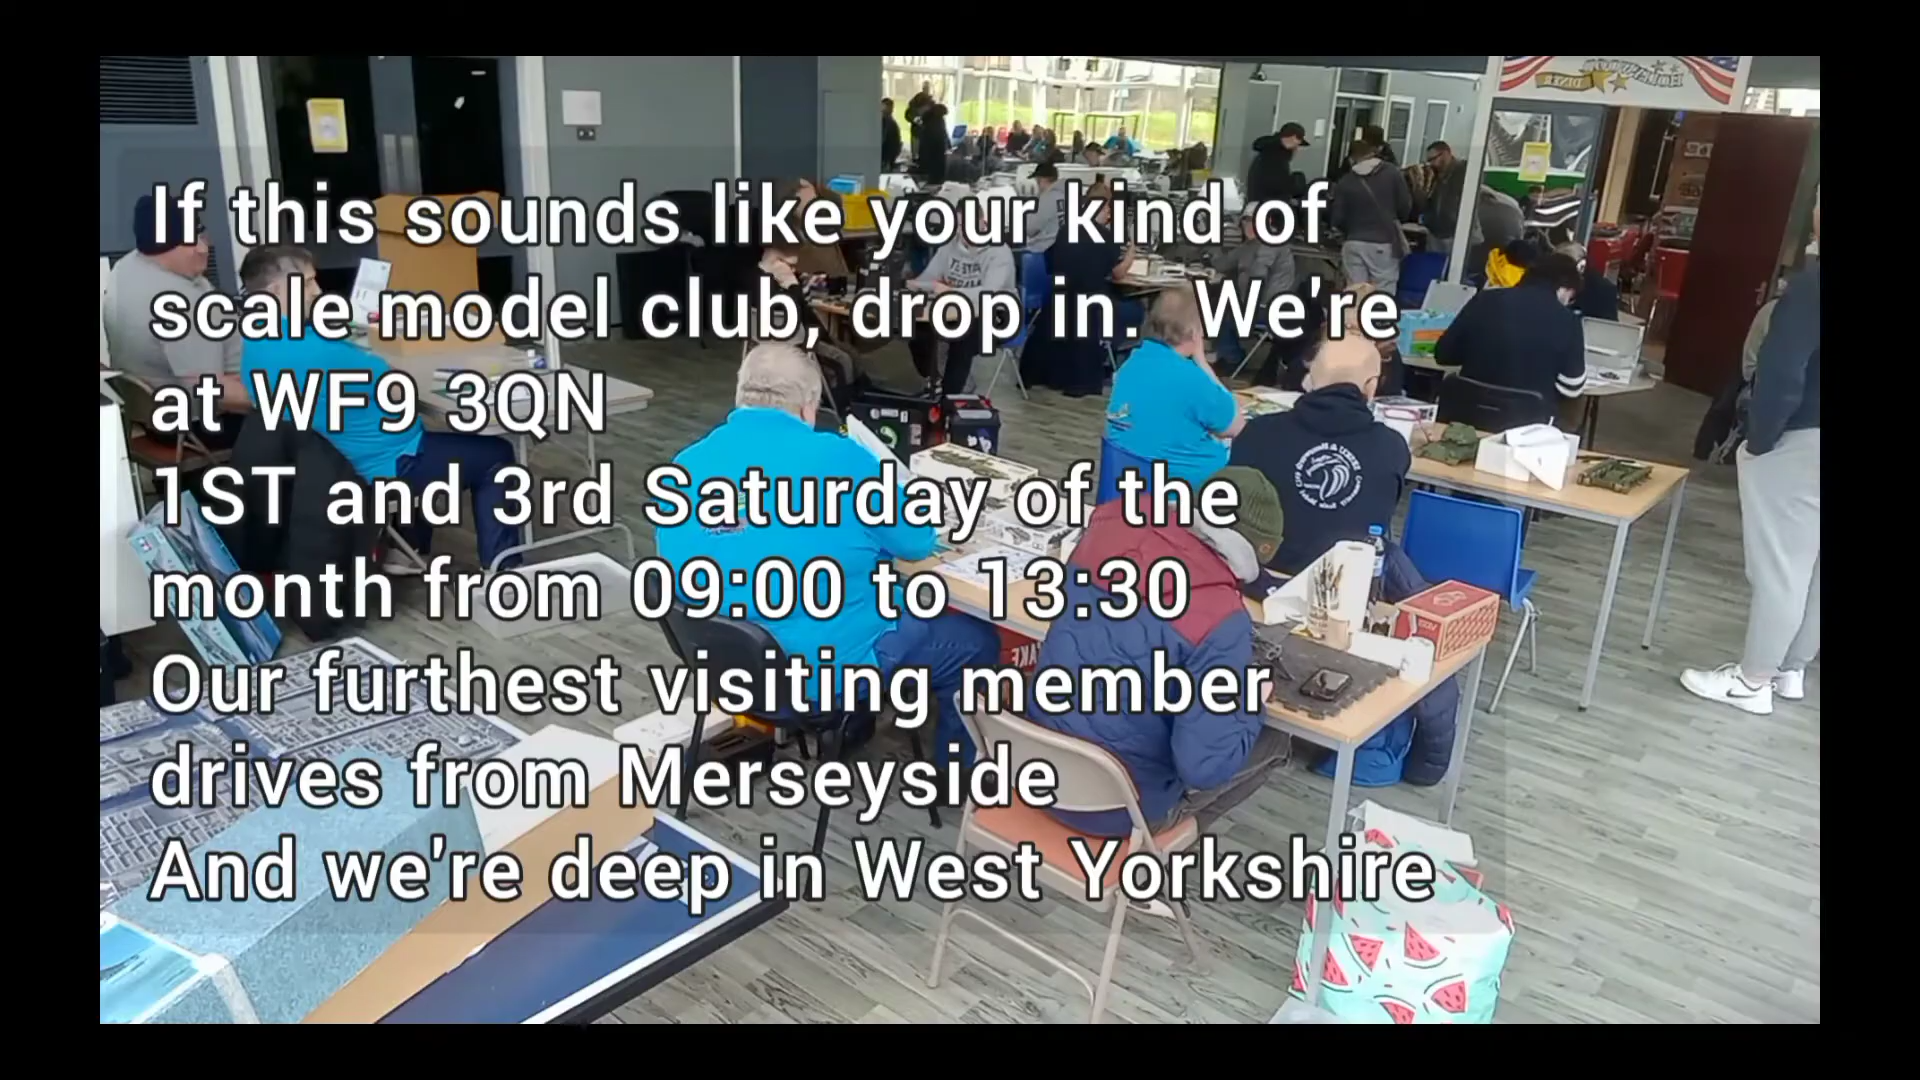 If this sounds like your kind of
scale model club, drop in.  We're
at WF9 3QN
1ST and 3rd Saturday of the
month from 09:00 to 13:30
Our furthest visiting member
drives from Merseyside
And we're deep in West Yorkshire
DINER